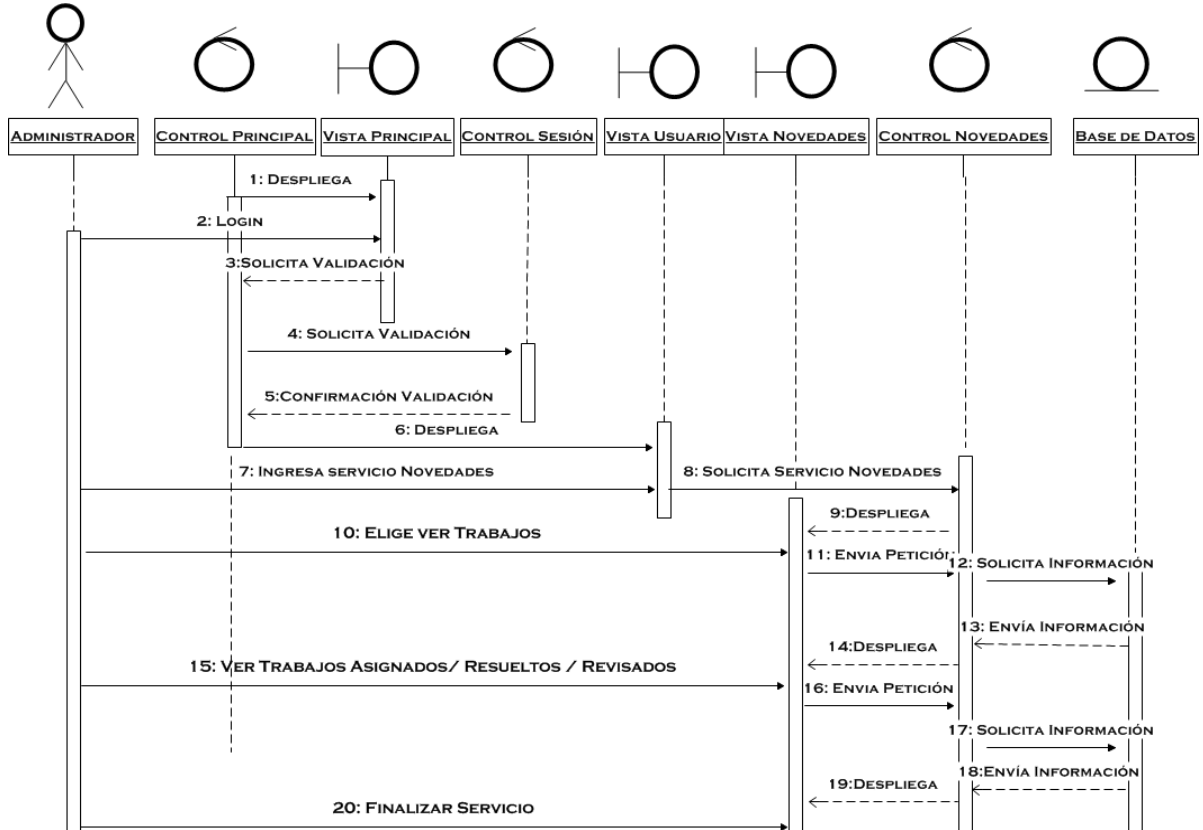 ADMINISTRADOR
CONTROL PRINCIPAL
VISTA PRINCIPAL
CONTROL SESIÓN
VISTA USUARIO
VISTA NOVEDADES
CONTROL NOVEDADES
BASE DE DATOS
1: DESPLIEGA
2: LOGIN
3:SOLICITA VALIDACIÓN
4: SOLICITA VALIDACIÓN
5:CONFIRMACIÓN VALIDACIÓN
6: DESPLIEGA
7: INGRESA SERVICIO NOVEDADES
8: SOLICITA SERVICIO NOVEDADES
9:DESPLIEGA
10: ELIGE VER TRABAJOS
11: ENVIA PETICIÓN
12: SOLICITA INFORMACIÓN
13: ENVÍA INFORMACIÓN
14:DESPLIEGA
15: VER TRABAJOS ASIGNADOS/ RESUELTOS / REVISADOS
16: ENVIA PETICIÓN
17: SOLICITA INFORMACIÓN
18:ENVÍA INFORMACIÓN
19:DESPLIEGA
20: FINALIZAR SERVICIO